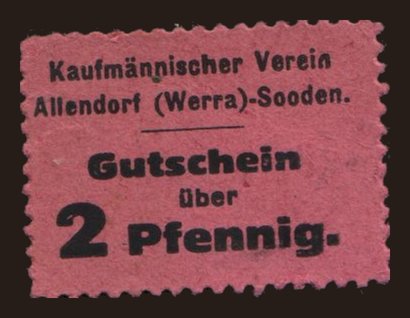 Kaufmännischer Verein
Allendorf (Werra)-Sooden.
Gutschein
über
2 Pfennig.